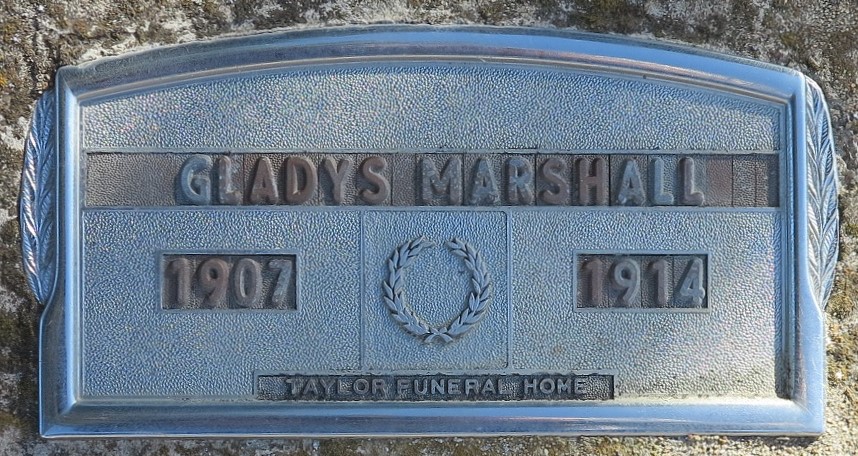 GLADYS MARSHALL
1907 1914
TAYLOR FUNERAL HOME